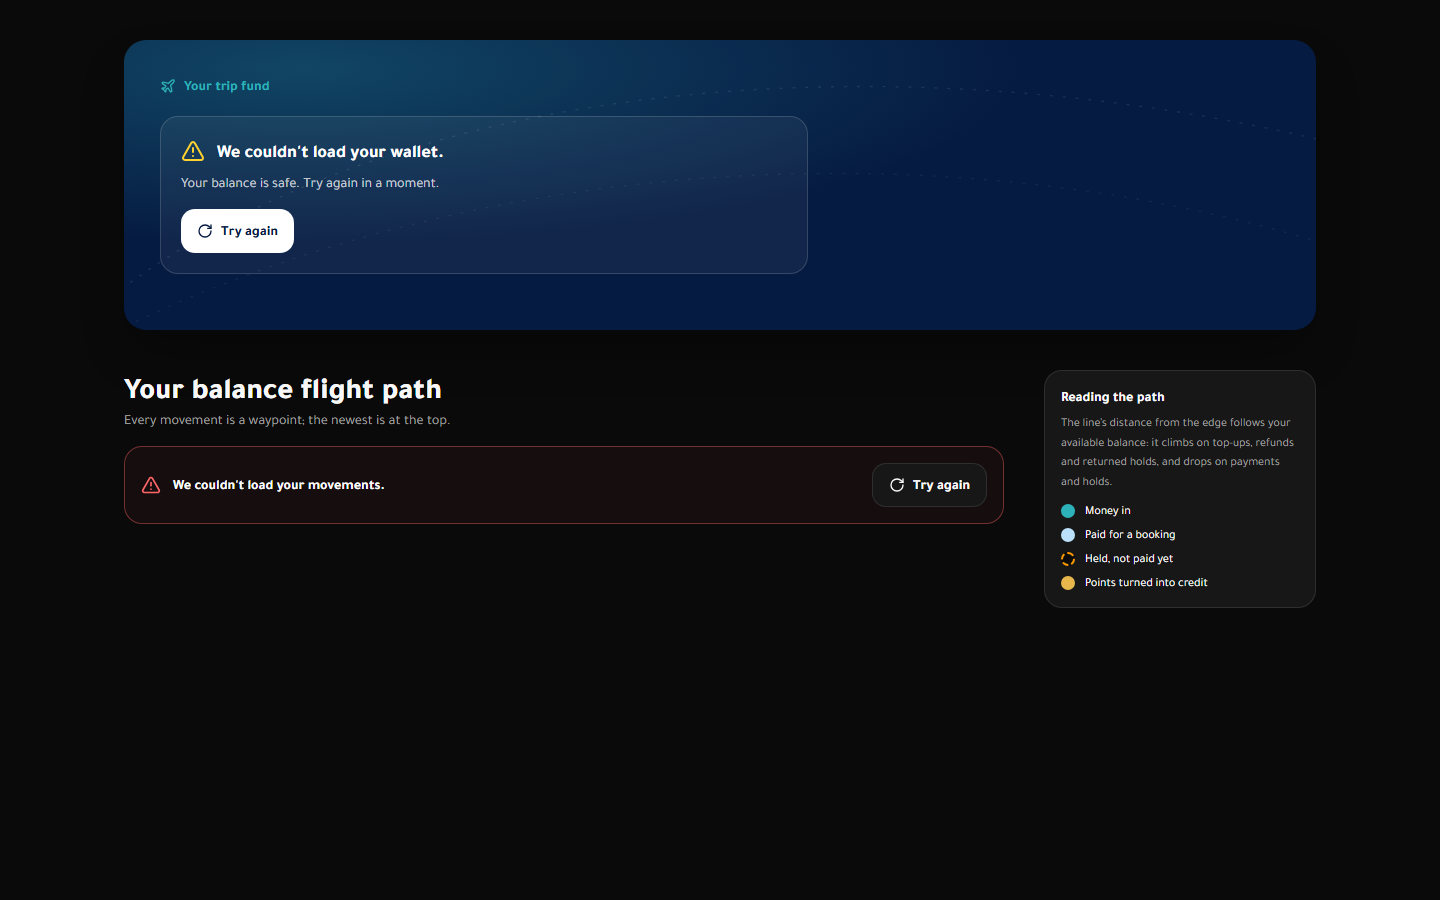 Your trip fund
We couldn't load your wallet.
Your balance is safe. Try again in a moment.
Try again
Your balance flight path
Every movement is a waypoint; the newest is at the top.
We couldn't load your movements.
Try again
Reading the path
The line's distance from the edge follows your
available balance: it climbs on top-ups, refunds
and returned holds, and drops on payments
and holds.
Money in
Paid for a booking
Held, not paid yet
Points turned into credit